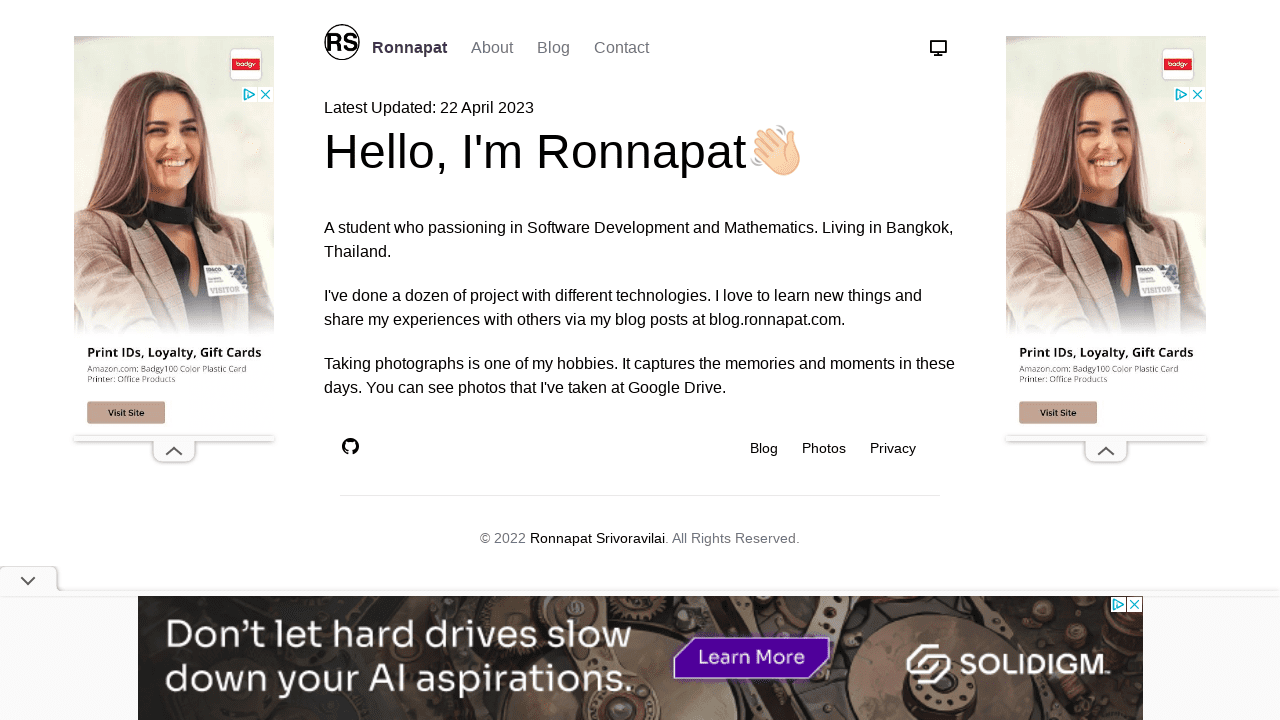 RS Ronnapat About Blog Contact
Latest Updated: 22 April 2023
Hello, I'm Ronnapat
A student who passioning in Software Development and Mathematics. Living in Bangkok,
Thailand.
I've done a dozen of project with different technologies. I love to learn new things and
share my experiences with others via my blog posts at blog.ronnapat.com.
Taking photographs is one of my hobbies. It captures the memories and moments in these
days. You can see photos that I've taken at Google Drive.
Blog Photos Privacy
© 2022 Ronnapat Srivoravilai. All Rights Reserved.
badgy
VISITOR
Print IDs, Loyalty, Gift Cards
Amazon.com: Badgy100 Color Plastic Card
Printer: Office Products
Visit Site
badgy
VISITOR
Print IDs, Loyalty, Gift Cards
Amazon.com: Badgy100 Color Plastic Card
Printer: Office Products
Visit Site
Don't let hard drives slow
down your AI aspirations.
Learn More
SOLIDIGM